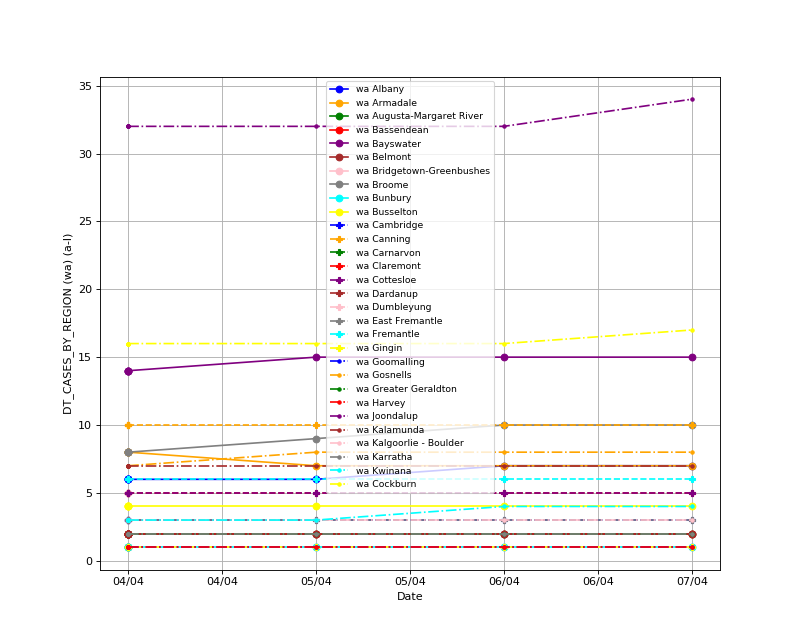 35
30
25
20
15
10
5
0
DT_CASES_BY_REGION (wa) (a-l)
wa Albany
wa Armadale
wa Augusta-Margaret River
wa Bassendean
wa Bayswater
wa Belmont
wa Bridgetown-Greenbushes
wa Broome
wa Bunbury
wa Busselton
wa Cambridge
wa Canning
wa Carnarvon
wa Claremont
wa Cottesloe
wa Dardanup
wa Dumbleyung
wa East Fremantle
wa Fremantle
wa Gingin
wa Goomalling
wa Gosnells
wa Greater Geraldton
wa Harvey
wa Joondalup
wa Kalamunda
wa Kalgoorlie - Boulder
wa Karratha
wa Kwinana
wa Cockburn
04/04 04/04 05/04 05/04 06/04 06/04 07/04
Date